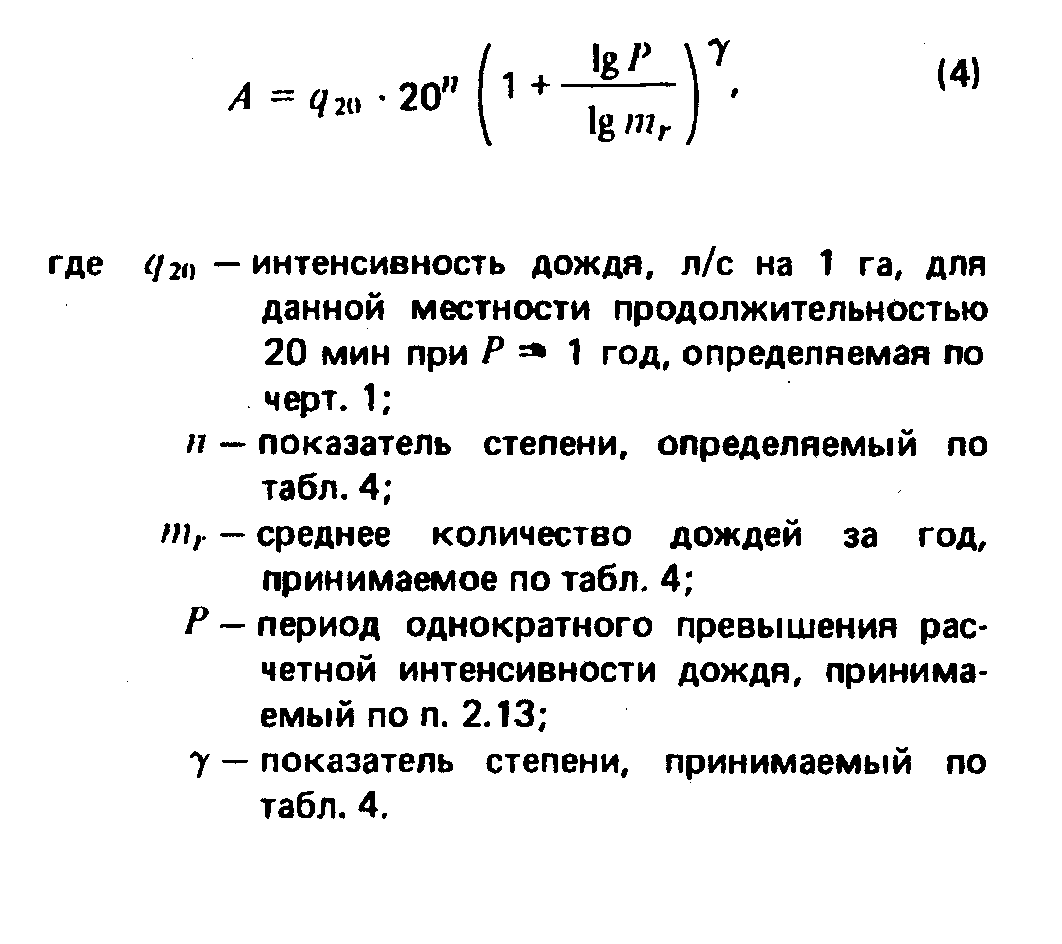 A = q₂₀ · 20ⁿ (1 + lg P / lg mᵣ)^γ, (4)
где q₂₀ — интенсивность дождя, л/с на 1 га, для
данной местности продолжительностью
20 мин при P = 1 год, определяемая по
черт. 1;
n — показатель степени, определяемый по
табл. 4;
mᵣ — среднее количество дождей за год,
принимаемое по табл. 4;
P — период однократного превышения рас-
четной интенсивности дождя, принима-
емый по п. 2.13;
γ — показатель степени, принимаемый по
табл. 4.